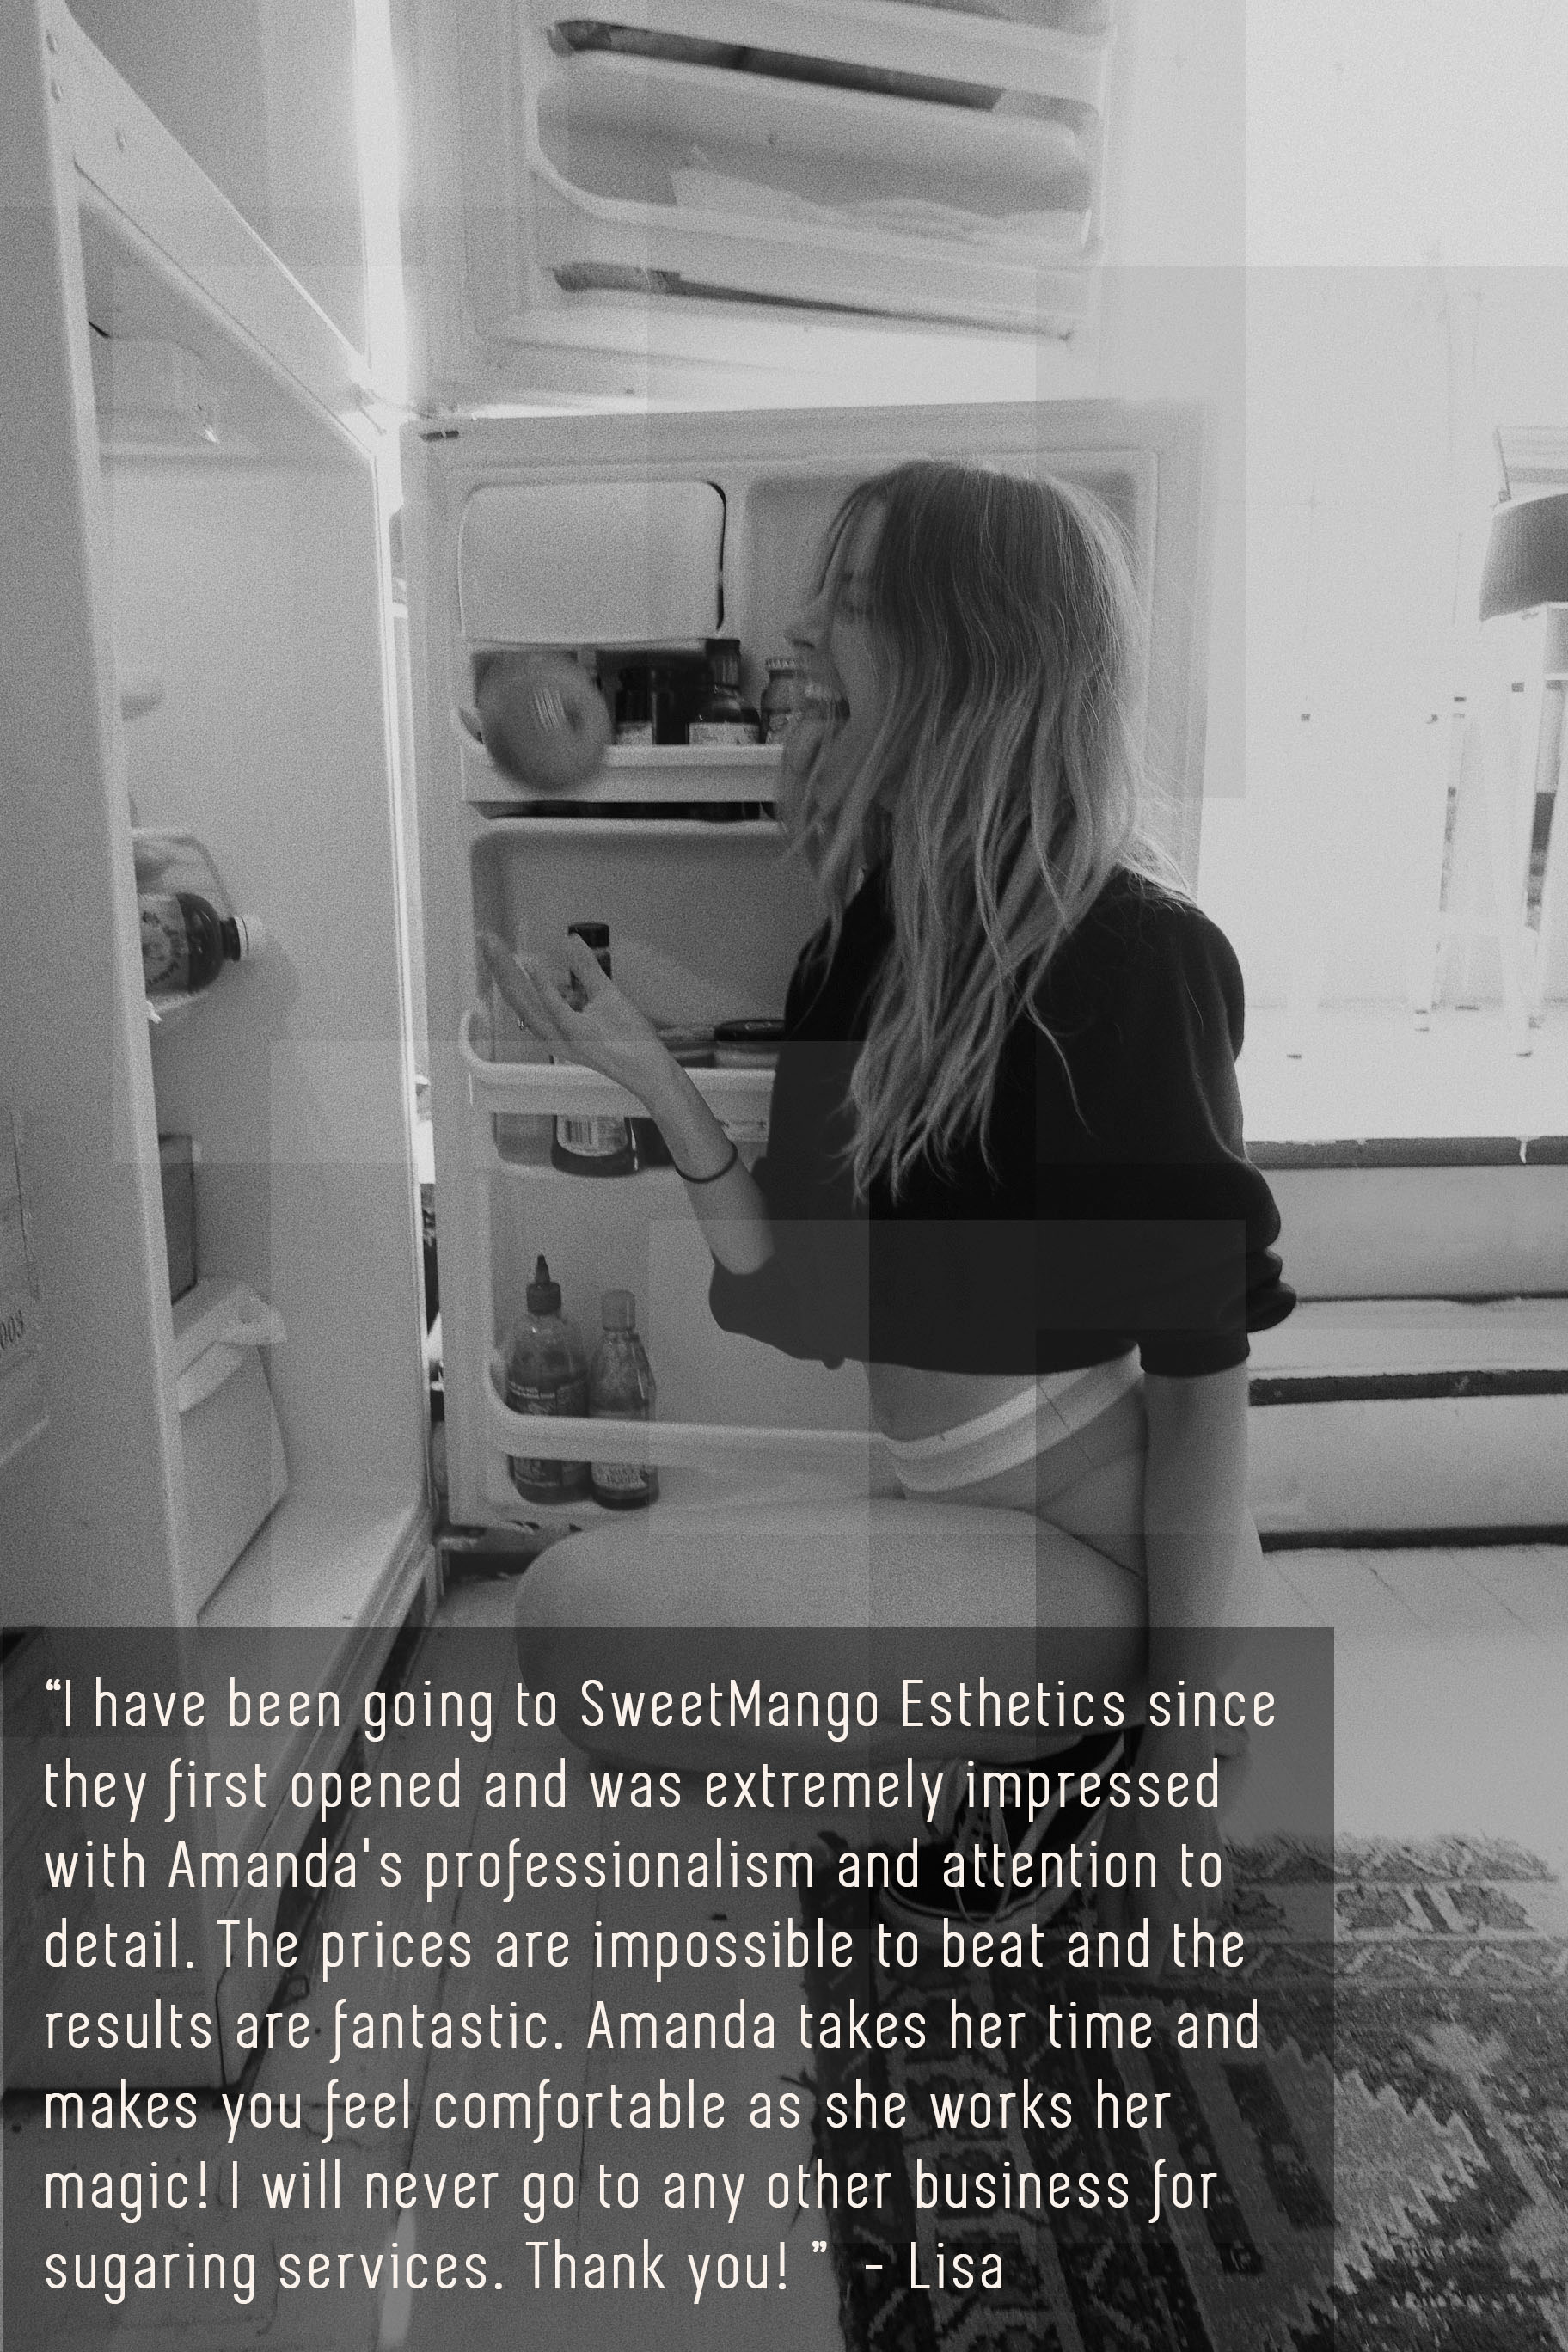 “I have been going to SweetMango Esthetics since
they first opened and was extremely impressed
with Amanda's professionalism and attention to
detail. The prices are impossible to beat and the
results are fantastic. Amanda takes her time and
makes you feel comfortable as she works her
magic! I will never go to any other business for
sugaring services. Thank you! ” - Lisa